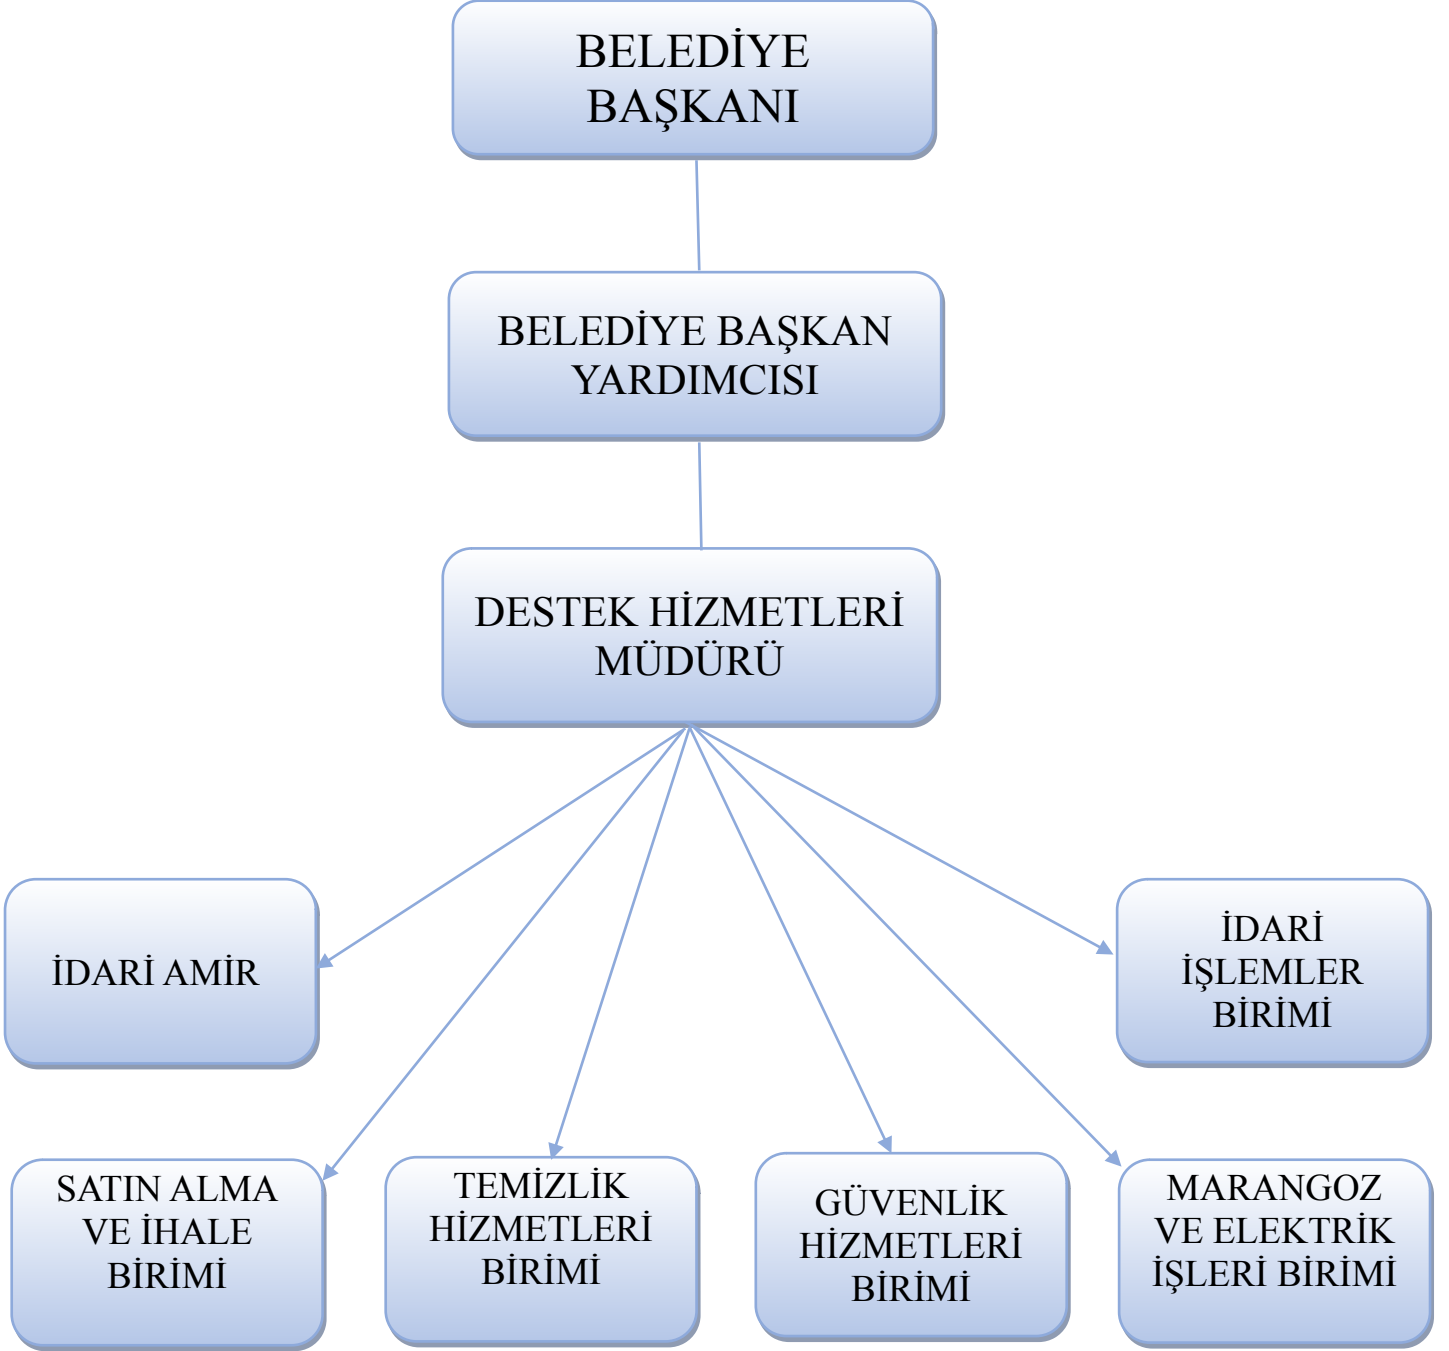 BELEDİYE
BAŞKANI
BELEDİYE BAŞKAN
YARDIMCISI
DESTEK HİZMETLERİ
MÜDÜRÜ
İDARİ AMİR
İDARİ
İŞLEMLER
BİRİMİ
SATIN ALMA
VE İHALE
BİRİMİ
TEMİZLİK
HİZMETLERİ
BİRİMİ
GÜVENLİK
HİZMETLERİ
BİRİMİ
MARANGOZ
VE ELEKTRİK
İŞLERİ BİRİMİ